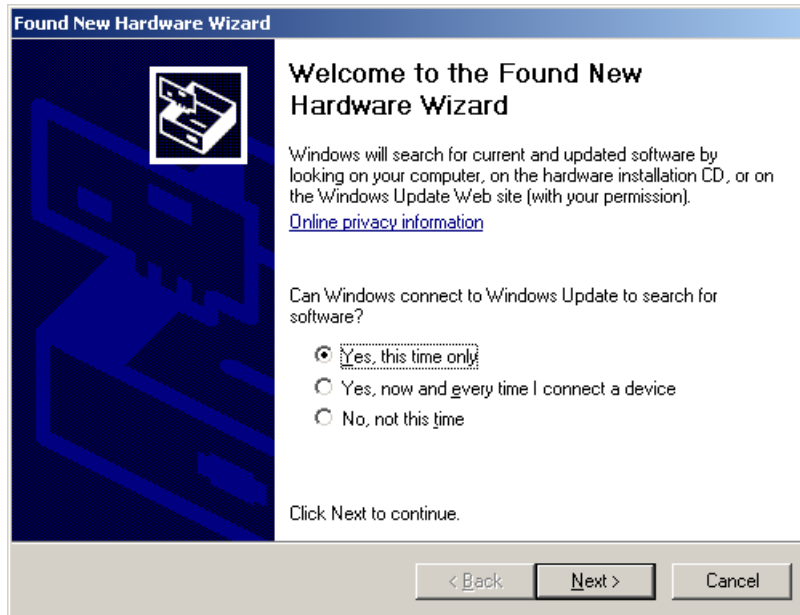 Found New Hardware Wizard
Welcome to the Found New
Hardware Wizard
Windows will search for current and updated software by
looking on your computer, on the hardware installation CD, or on
the Windows Update Web site (with your permission).
Online privacy information
Can Windows connect to Windows Update to search for
software?
Yes, this time only
Yes, now and every time I connect a device
No, not this time
Click Next to continue.
< Back
Next >
Cancel